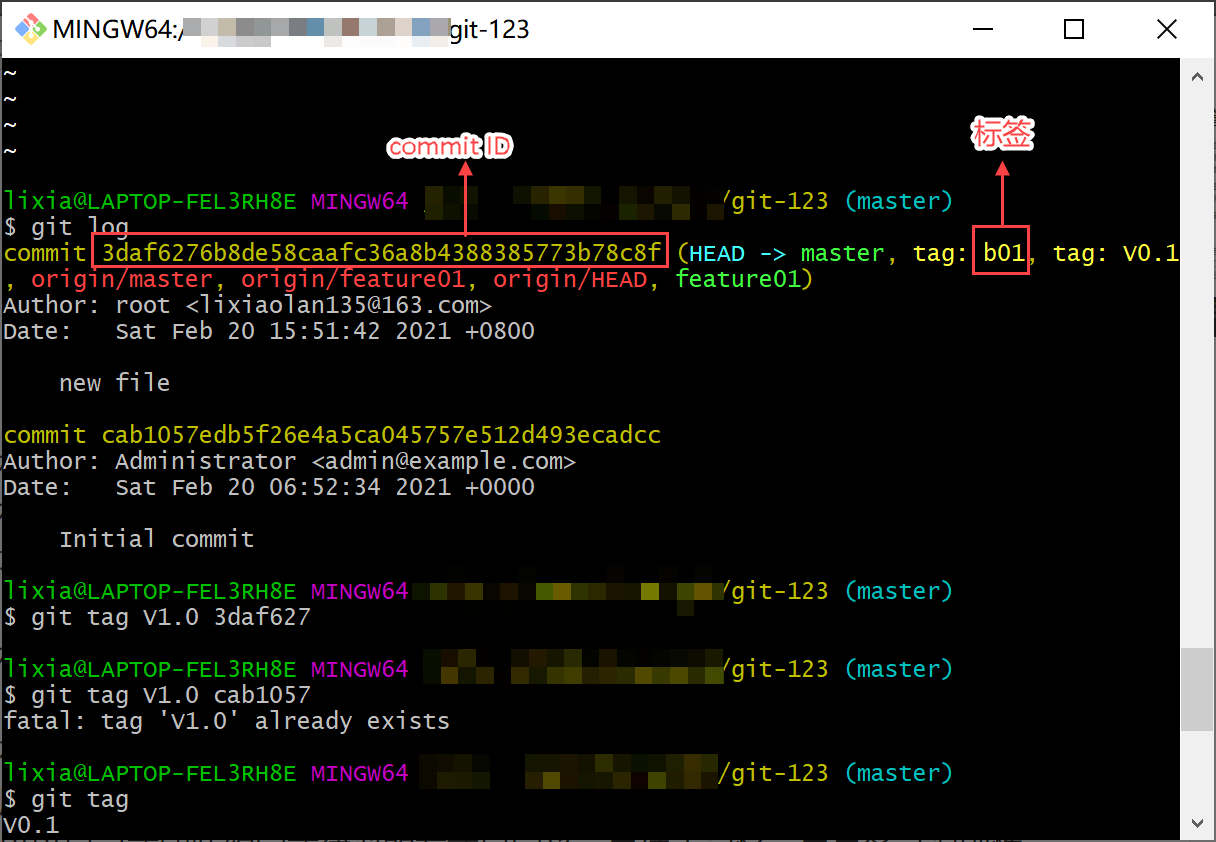 MINGW64:/ git-123
~
~
~
~
commit ID
标签
lixia@LAPTOP-FEL3RH8E MINGW64 /git-123 (master)
$ git log
commit 3daf6276b8de58caafc36a8b4388385773b78c8f (HEAD -> master, tag: b01, tag: V0.1
, origin/master, origin/feature01, origin/HEAD, feature01)
Author: root <lixiaolan135@163.com>
Date:   Sat Feb 20 15:51:42 2021 +0800
new file
commit cab1057edb5f26e4a5ca045757e512d493ecadcc
Author: Administrator <admin@example.com>
Date:   Sat Feb 20 06:52:34 2021 +0000
Initial commit
lixia@LAPTOP-FEL3RH8E MINGW64 /git-123 (master)
$ git tag V1.0 3daf627
lixia@LAPTOP-FEL3RH8E MINGW64 /git-123 (master)
$ git tag V1.0 cab1057
fatal: tag 'V1.0' already exists
lixia@LAPTOP-FEL3RH8E MINGW64 /git-123 (master)
$ git tag
V0.1